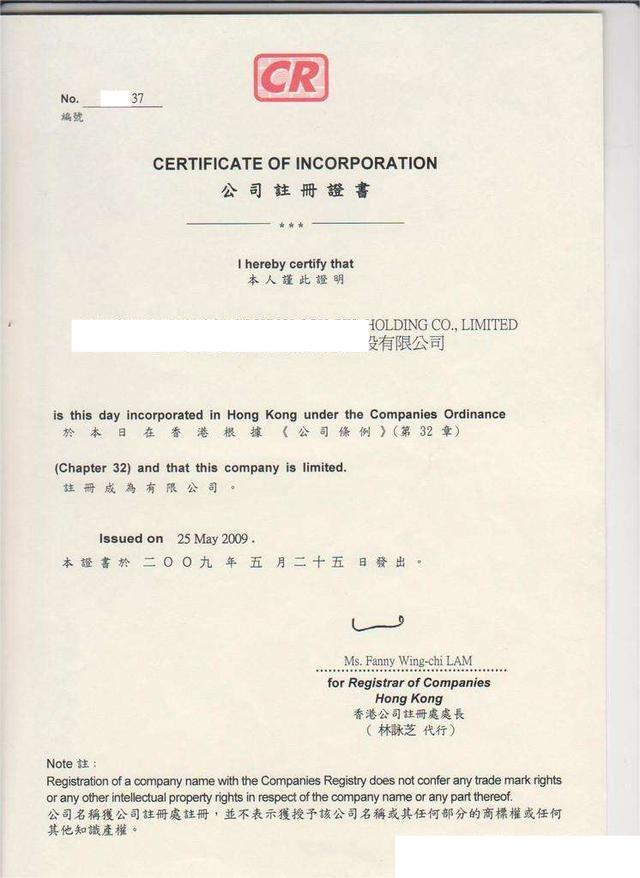 CR
No. 37
編號
CERTIFICATE OF INCORPORATION
公司註冊證書
***
I hereby certify that
本人謹此證明
HOLDING CO., LIMITED
有限公司
is this day incorporated in Hong Kong under the Companies Ordinance
於本日在香港根據《公司條例》(第32章)
(Chapter 32) and that this company is limited.
註冊成為有限公司。
Issued on 25 May 2009.
本證書於二〇〇九年五月二十五日發出。
Ms. Fanny Wing-chi LAM
for Registrar of Companies
Hong Kong
香港公司註冊處處長
(林詠芝 代行)
Note 註:
Registration of a company name with the Companies Registry does not confer any trade mark rights
or any other intellectual property rights in respect of the company name or any part thereof.
公司名稱獲公司註冊處註冊，並不表示獲授予該公司名稱或其任何部分的商標權或任何
其他知識產權。